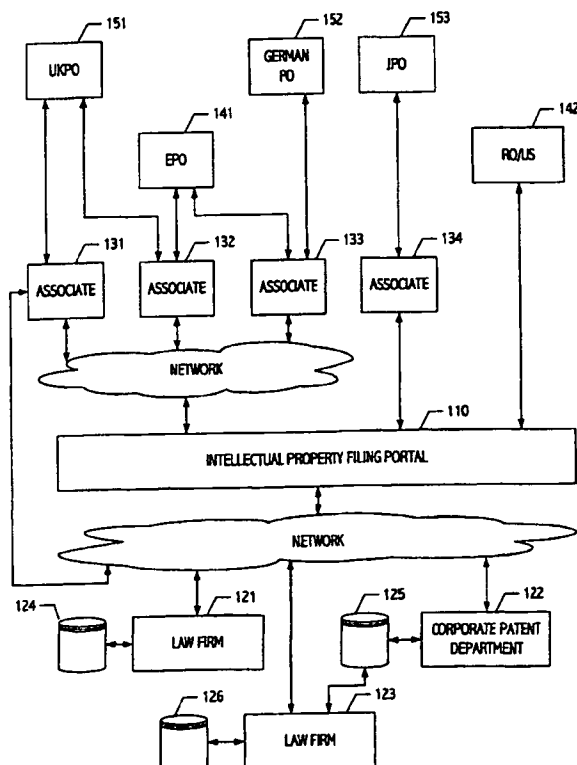 151
UKPO
152
GERMAN
PO
153
JPO
141
EPO
142
RO/US
131
ASSOCIATE
132
ASSOCIATE
133
ASSOCIATE
134
ASSOCIATE
NETWORK
110
INTELLECTUAL PROPERTY FILING PORTAL
NETWORK
124
121
LAW FIRM
125
122
CORPORATE PATENT
DEPARTMENT
126
123
LAW FIRM